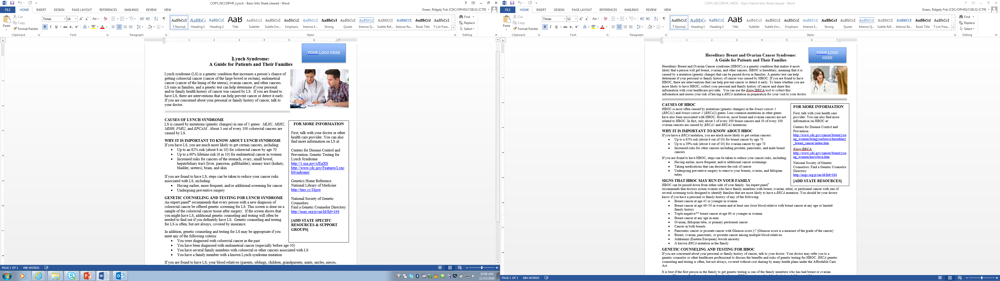 COPY_NCCDPHP_Lynch - Basic Info Sheet.cleared - Word
FILE HOME INSERT DESIGN PAGE LAYOUT REFERENCES MAILINGS REVIEW VIEW
Green, Ridgely Fisk (CDC/OPHSS/CSELS) (CTR)
Paste
Cut
Copy
Format Painter
Times 14
AaBbCcD AaBbCc AaBbCcD AaB AaBbCcD AaBbCcD AaBbCcD AaBbCcD AaBbCcI AaBbCcD AaBbCcD AaBbCcD AaBbCcD AaBbCcI AaBbCcI
¶ Normal Heading 1 Heading 2 Title Subtitle Subtle Em... Emphasis Intense E... Strong Quote Intense Q... Subtle Ref... Intense Re... Book Title ¶ List Para...
Find
Replace
Select
Clipboard Font Paragraph Styles Editing
YOUR LOGO HERE
Lynch Syndrome:
A Guide for Patients and Their Families
Lynch syndrome (LS) is a genetic condition that increases a person's chance of
getting colorectal cancer (cancer of the large bowel or rectum), endometrial
cancer (cancer of the lining of the uterus), ovarian cancer, and other cancers.
LS runs in families, and a genetic test can help determine if your personal
and/or family health history of cancer was caused by LS. If you are found to
have LS, there are interventions that can help prevent cancer or detect it early.
If you are concerned about your personal or family history of cancer, talk to
your doctor.
CAUSES OF LYNCH SYNDROME
LS is caused by mutations (genetic changes) in one of 5 genes: MLH1, MSH2,
MSH6, PMS2, and EPCAM. About 3 out of every 100 colorectal cancers are
caused by LS.
WHY IT IS IMPORTANT TO KNOW ABOUT LYNCH SYNDROME
If you have LS, you are much more likely to get certain cancers, including:
• Up to an 82% risk (about 8 in 10) for colorectal cancer by age 70
• Up to a 60% lifetime risk (6 in 10) for endometrial cancer in women
• Increased risks for cancers of the stomach, ovary, small bowel,
hepatobiliary tract (liver, pancreas, gallbladder), urinary tract (kidney,
bladder, ureters), brain, and skin
If you are found to have LS, steps can be taken to reduce your cancer risks
associated with LS, including:
• Having earlier, more frequent, and/or additional screening for cancer
• Undergoing preventive surgery
GENETIC COUNSELING AND TESTING FOR LYNCH SYNDROME
An expert panel* recommends that every person with a new diagnosis of
colorectal cancer be offered genetic screening for LS. This screen is done on a
sample of the colorectal cancer tissue after surgery. If the screen shows that
you might have LS, additional genetic counseling and testing will often be
needed to find out if you definitely have LS. Genetic counseling and testing
for LS is often, but not always, covered by insurance.
In addition, genetic counseling and testing for LS may be appropriate if you
meet any of the following criteria:
• You were diagnosed with colorectal cancer in the past
• You have been diagnosed with endometrial cancer (especially before age 50)
• You have several family members with colorectal or other cancers associated with LS
• You have a family member with a known Lynch syndrome mutation
If you are found to have LS, your blood relatives (parents, siblings, children, grandparents, aunts, uncles, nieces,
FOR MORE INFORMATION
First, talk with your doctor or other
health care provider. You can also
find more information on LS at:
Centers for Disease Control and
Prevention. Genetic Testing for
Lynch Syndrome
http://1.usa.gov/sJEgXS
http://www.cdc.gov/Features/Lync
hSyndrome/
Genetics Home Reference.
National Library of Medicine
http://tiny.cc/1lqsw
National Society of Genetic
Counselors
Find a Genetic Counselor Directory
http://nsgc.org/p/cm/ld/fid=164
[ADD STATE SPECIFC
RESOURCES & SUPPORT
GROUPS]
PAGE 1 OF 1 496 WORDS
10:06 AM
11/15/2016
COPY_NCCDPHP_HBOC - Basic Patient Info Sheet.cleared - Word
FILE HOME INSERT DESIGN PAGE LAYOUT REFERENCES MAILINGS REVIEW VIEW
Green, Ridgely Fisk (CDC/OPHSS/CSELS) (CTR)
Paste
Cut
Copy
Format Painter
Times 12
AaBbCcD AaBbCc AaBbCcD AaB AaBbCcD AaBbCcD AaBbCcD AaBbCcD AaBbCcI AaBbCcD AaBbCcD AaBbCcD AaBbCcD AaBbCcI AaBbCcI
¶ Normal Heading 1 Heading 2 Title Subtitle Subtle Em... Emphasis Intense E... Strong Quote Intense Q... Subtle Ref... Intense Re... Book Title ¶ List Para...
Find
Replace
Select
Clipboard Font Paragraph Styles Editing
YOUR LOGO
HERE
Hereditary Breast and Ovarian Cancer Syndrome:
A Guide for Patients and Their Families
Hereditary Breast and Ovarian Cancer syndrome (HBOC) is a genetic condition that makes it more
likely that a person will get breast, ovarian, and other cancers. HBOC is hereditary, meaning that it is
caused by a mutation (genetic change) that can be passed down in families. A genetic test can help
determine if your personal or family history of cancer was caused by HBOC. If you are found to have
HBOC, there are interventions that can help prevent cancer or detect it early. To learn whether you are
more likely to have HBOC, collect your personal and family history of cancer and share this
information with your healthcare provider. You can use the Know:BRCA tool to collect this
information and assess your risk of having a BRCA mutation in preparation for your visit to your doctor.
CAUSES OF HBOC
HBOC is most often caused by mutations (genetic changes) in the breast cancer 1
(BRCA1) and breast cancer 2 (BRCA2) genes. Less common mutations in other genes
have also been associated with HBOC. However, most breast and ovarian cancers are not
related to HBOC. In fact, only about 3 of every 100 breast cancers and 10 of every 100
ovarian cancers are caused by BRCA1 and BRCA2 mutations.
WHY IT IS IMPORTANT TO KNOW ABOUT HBOC
If you have a BRCA mutation, you are much more likely to get certain cancers:
• Up to a 65% risk (about 6 out of 10) for breast cancer by age 70
• Up to a 39% risk (about 4 out of 10) for ovarian cancer by age 70
• Increased risks for other cancers including prostate, pancreatic, and male breast
cancers
If you are found to have HBOC, steps can be taken to reduce your cancer risks, including:
• Having earlier, more frequent, and/or additional cancer screenings
• Taking medications that can decrease the risk of cancer
• Undergoing preventive surgery to remove your breasts, ovaries, and fallopian
tubes
SIGNS THAT HBOC MAY RUN IN YOUR FAMILY
HBOC can be passed down from either side of your family. An expert panel*
recommends that doctors screen women who have family members with breast, ovarian, tubal, or peritoneal cancer with one of
several screening tools designed to identify families that are more likely to have a BRCA mutation. You should let your doctor
know if you have a personal or family history of any of the following:
• Breast cancer at age 45 or younger in women
• Breast cancer at age 46–50 in women and at least one close blood relative with breast cancer at any age or limited
family history
• Triple negative** breast cancer at age 60 or younger in women
• Breast cancer at any age in men
• Ovarian, fallopian tube, or primary peritoneal cancer
• Cancer in both breasts
• Pancreatic cancer or prostate cancer with Gleason score ≥7 (Gleason score is a measure of the grade of the cancer)
• Breast, ovarian, pancreatic, or prostate cancer among multiple blood relatives
• Ashkenazi (Eastern European) Jewish ancestry
• A known BRCA mutation in the family
GENETIC COUNSELING AND TESTING FOR HBOC
If you are concerned about your personal or family history of cancer, talk to your doctor. Your doctor may refer you to a
genetic counselor or other healthcare professional to discuss the benefits and risks of genetic testing for HBOC. BRCA genetic
counseling and testing is often, but not always, covered without cost sharing by many health plans under the Affordable Care
Act.
It is best if the first person in the family to get genetic testing is one of the family members who has had breast or ovarian
FOR MORE INFORMATION
First, talk with your health care
provider. You can also find more
information on HBOC at:
Centers for Disease Control and
Prevention:
http://www.cdc.gov/cancer/breast/you
ng_women/bringyourbrave/hereditary
_breast_cancer/index.htm
Know:BRCA
http://www.cdc.gov/cancer/breast/you
ng_women/knowbrca.htm
National Society of Genetic
Counselors: Find a Genetic Counselor
Directory
http://nsgc.org/p/cm/ld/fid=164
[ADD STATE RESOURCES]
PAGE 1 OF 1 694 WORDS